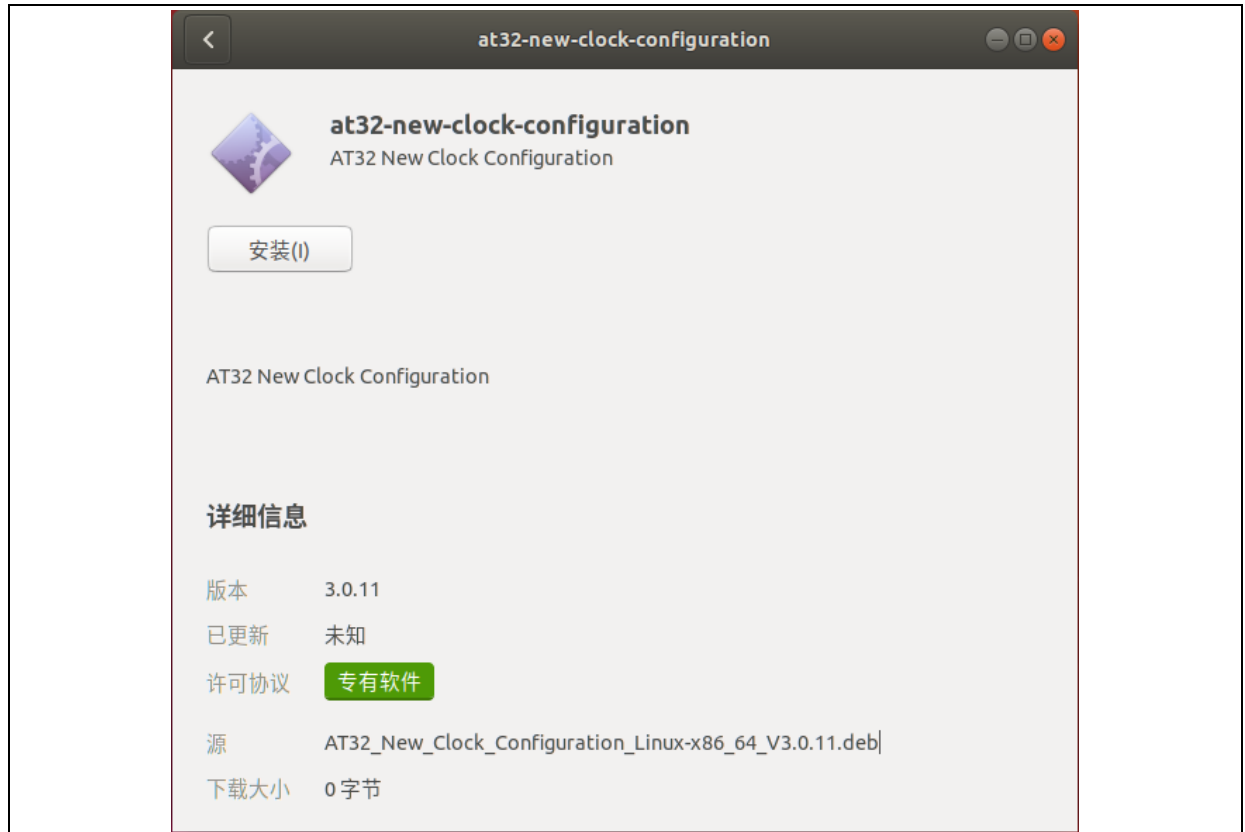 at32-new-clock-configuration
at32-new-clock-configuration
AT32 New Clock Configuration
安装(I)
AT32 New Clock Configuration
详细信息
版本 3.0.11
已更新 未知
许可协议 专有软件
源 AT32_New_Clock_Configuration_Linux-x86_64_V3.0.11.deb
下载大小 0 字节